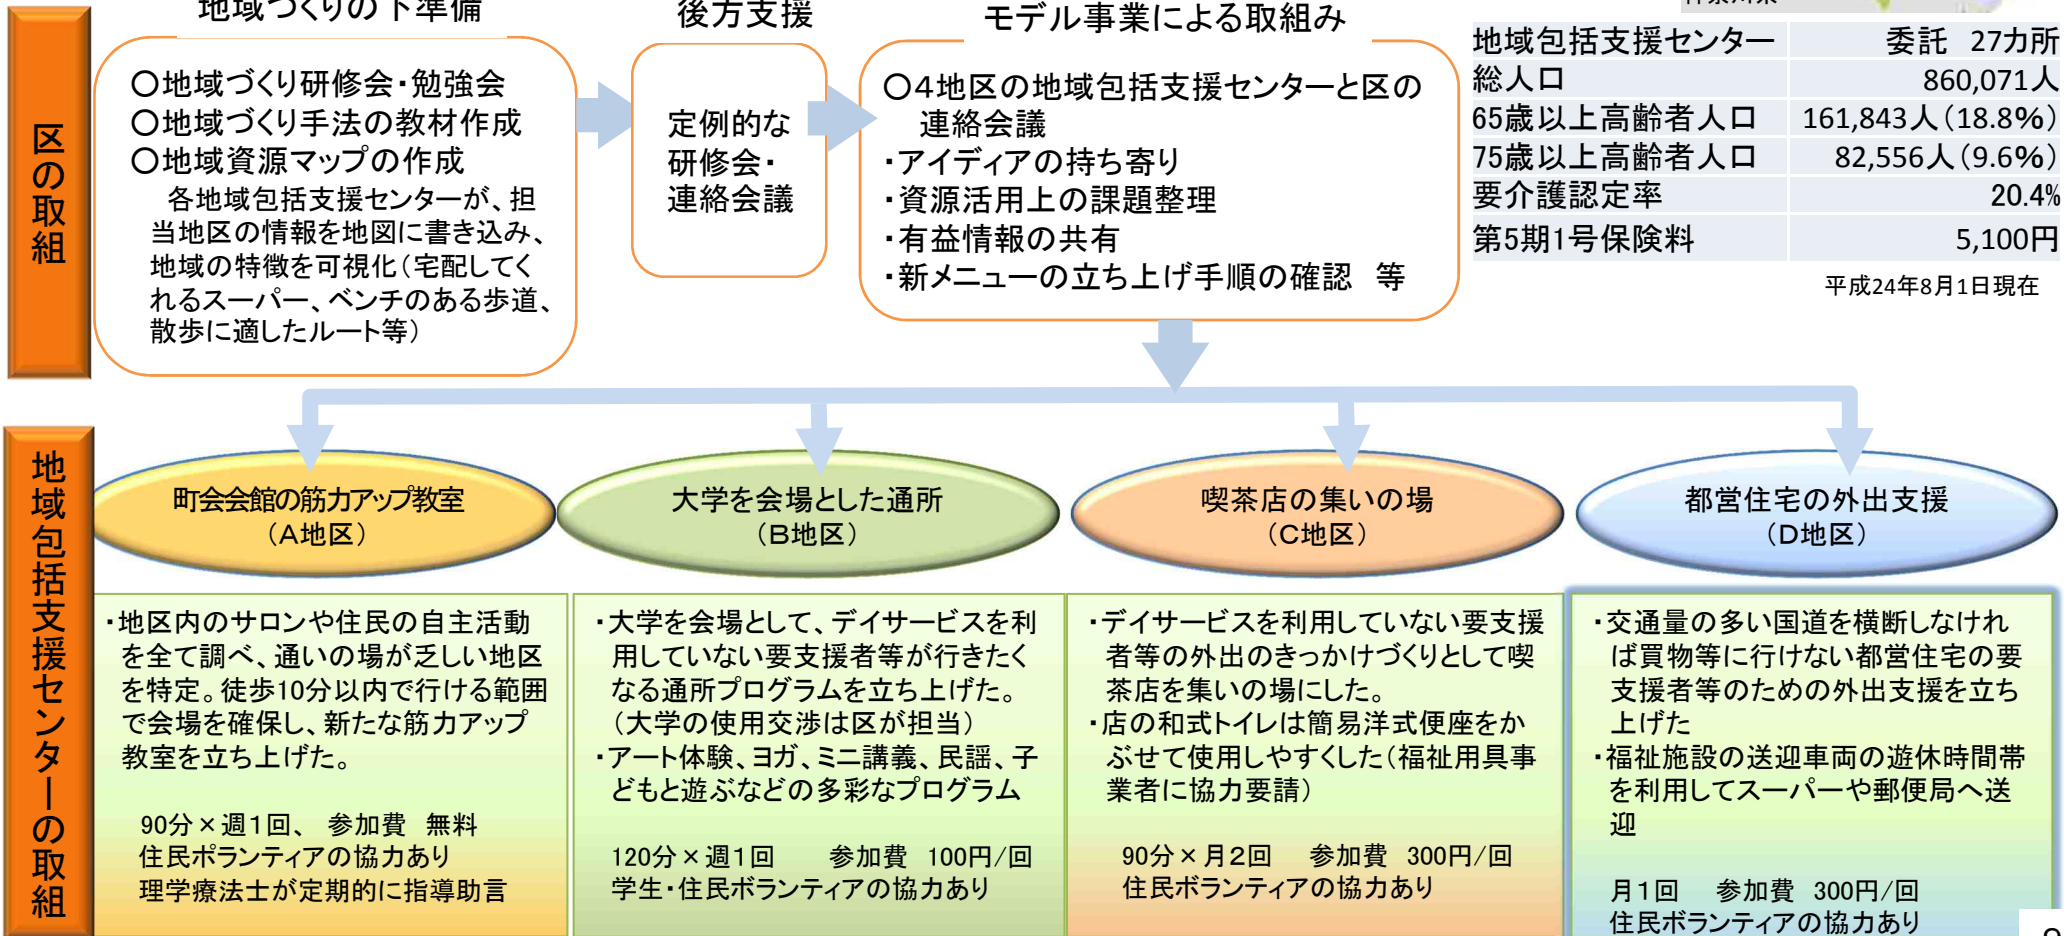 地域づくりの下準備
後方支援
モデル事業による取組み
区の取組
〇地域づくり研修会・勉強会
〇地域づくり手法の教材作成
〇地域資源マップの作成
各地域包括支援センターが、担
当地区の情報を地図に書き込み、
地域の特徴を可視化(宅配してく
れるスーパー、ベンチのある歩道、
散歩に適したルート等)
定例的な
研修会・
連絡会議
〇4地区の地域包括支援センターと区の
連絡会議
・アイディアの持ち寄り
・資源活用上の課題整理
・有益情報の共有
・新メニューの立ち上げ手順の確認 等
地域包括支援センター 委託 27カ所
総人口 860,071人
65歳以上高齢者人口 161,843人(18.8%)
75歳以上高齢者人口 82,556人(9.6%)
要介護認定率 20.4%
第5期1号保険料 5,100円
平成24年8月1日現在
地域包括支援センターの取組
町会会館の筋力アップ教室
(A地区)
・地区内のサロンや住民の自主活動
を全て調べ、通いの場が乏しい地区
を特定。徒歩10分以内で行ける範囲
で会場を確保し、新たな筋力アップ
教室を立ち上げた。
90分×週1回、 参加費 無料
住民ボランティアの協力あり
理学療法士が定期的に指導助言
大学を会場とした通所
(B地区)
・大学を会場として、デイサービスを利
用していない要支援者等が行きたく
なる通所プログラムを立ち上げた。
(大学の使用交渉は区が担当)
・アート体験、ヨガ、ミニ講義、民謡、子
どもと遊ぶなどの多彩なプログラム
120分×週1回 参加費 100円/回
学生・住民ボランティアの協力あり
喫茶店の集いの場
(C地区)
・デイサービスを利用していない要支援
者等の外出のきっかけづくりとして喫
茶店を集いの場にした。
・店の和式トイレは簡易洋式便座をか
ぶせて使用しやすくした(福祉用具事
業者に協力要請)
90分×月2回 参加費 300円/回
住民ボランティアの協力あり
都営住宅の外出支援
(D地区)
・交通量の多い国道を横断しなけれ
ば買物等に行けない都営住宅の要
支援者等のための外出支援を立ち
上げた
・福祉施設の送迎車両の遊休時間帯
を利用してスーパーや郵便局へ送
迎
月1回 参加費 300円/回
住民ボランティアの協力あり